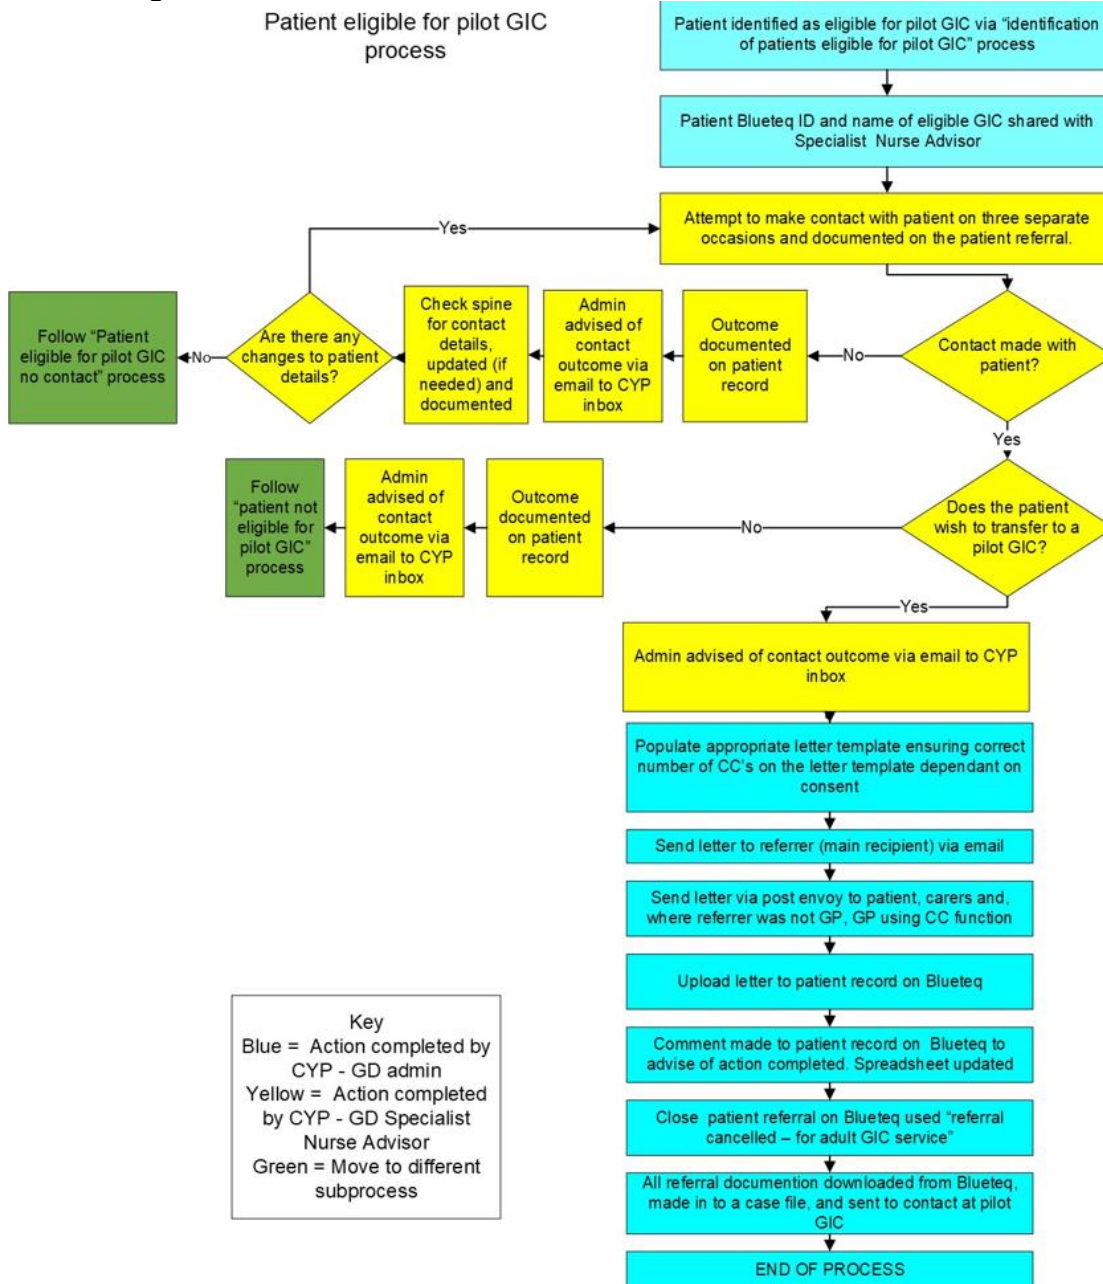 Patient eligible for pilot GIC
process
Patient identified as eligible for pilot GIC via “identification
of patients eligible for pilot GIC” process
Patient Blueteq ID and name of eligible GIC shared with
Specialist Nurse Advisor
Attempt to make contact with patient on three separate
occasions and documented on the patient referral.
Yes
Contact made with
patient?
No
Outcome
documented
on patient
record
Admin
advised of
contact
outcome via
email to CYP
inbox
Check spine
for contact
details,
updated (if
needed) and
documented
Are there any
changes to patient
details?
No
Follow “Patient
eligible for pilot GIC
no contact” process
Yes
Does the patient
wish to transfer to a
pilot GIC?
No
Outcome
documented
on patient
record
Admin
advised of
contact
outcome via
email to CYP
inbox
Follow
“patient not
eligible for
pilot GIC”
process
Yes
Admin advised of contact outcome via email to CYP
inbox
Populate appropriate letter template ensuring correct
number of CC's on the letter template dependant on
consent
Send letter to referrer (main recipient) via email
Send letter via post envoy to patient, carers and,
where referrer was not GP, GP using CC function
Upload letter to patient record on Blueteq
Comment made to patient record on Blueteq to
advise of action completed. Spreadsheet updated
Close patient referral on Blueteq used “referral
cancelled – for adult GIC service”
All referral documention downloaded from Blueteq,
made in to a case file, and sent to contact at pilot
GIC
END OF PROCESS
Key
Blue = Action completed by
CYP - GD admin
Yellow = Action completed
by CYP - GD Specialist
Nurse Advisor
Green = Move to different
subprocess